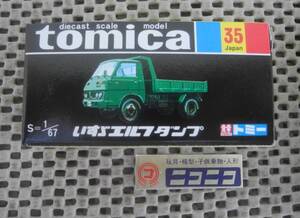 diecast scale model
tomica
35
Japan
S=1/67
いすゞエルフダンプ
トミー
玩具・模型・子供乗物・人形
ニコニコ